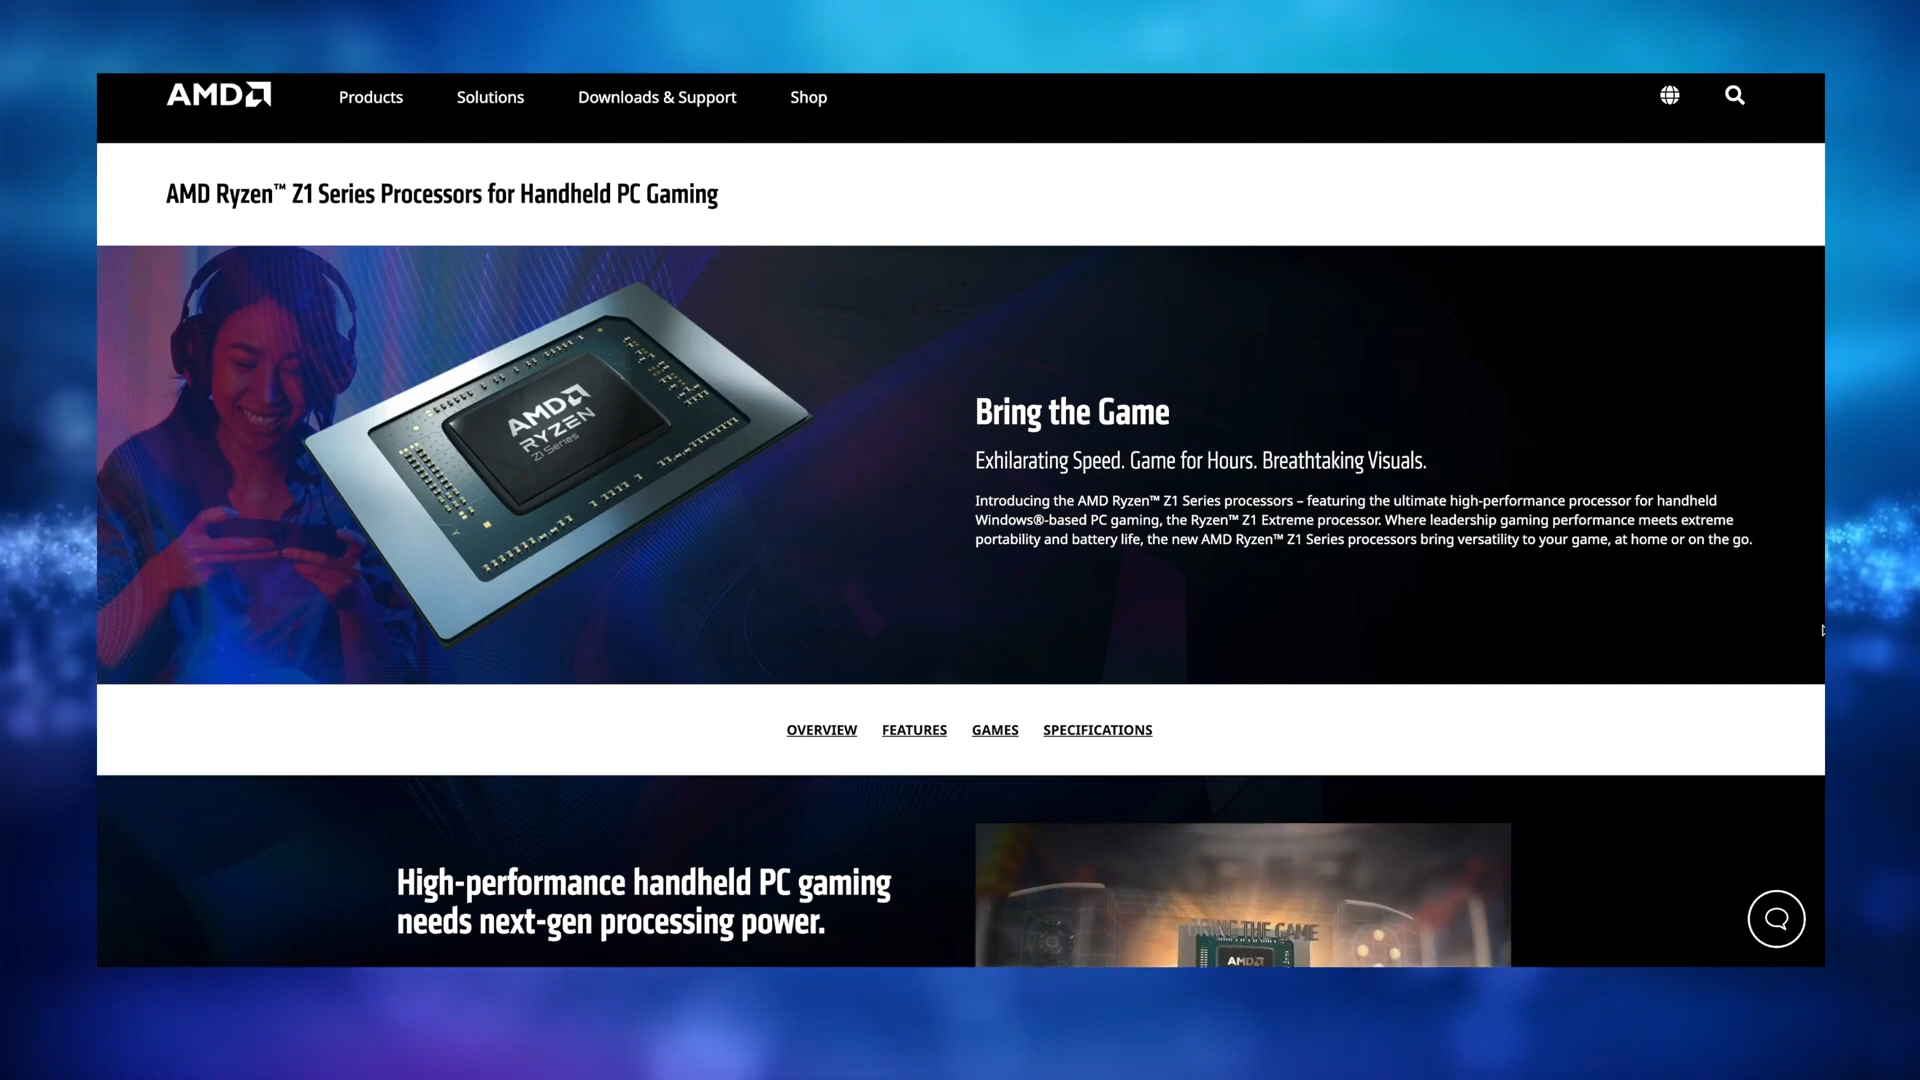 AMD
Products Solutions Downloads & Support Shop
AMD Ryzen™ Z1 Series Processors for Handheld PC Gaming
AMD
RYZEN
Z1 Series
Bring the Game
Exhilarating Speed. Game for Hours. Breathtaking Visuals.
Introducing the AMD Ryzen™ Z1 Series processors – featuring the ultimate high-performance processor for handheld
Windows®-based PC gaming, the Ryzen™ Z1 Extreme processor. Where leadership gaming performance meets extreme
portability and battery life, the new AMD Ryzen™ Z1 Series processors bring versatility to your game, at home or on the go.
OVERVIEW FEATURES GAMES SPECIFICATIONS
High-performance handheld PC gaming
needs next-gen processing power.
BRING THE GAME
AMD